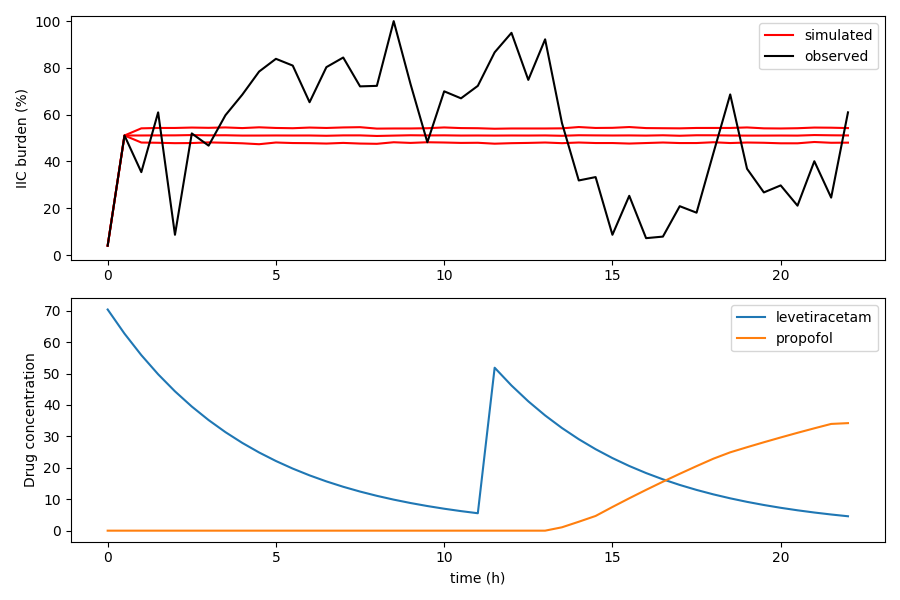 100
80
60
40
20
0
IIC burden (%)
simulated
observed
0 5 10 15 20
70
60
50
40
30
20
10
0
Drug concentration
levetiracetam
propofol
0 5 10 15 20
time (h)